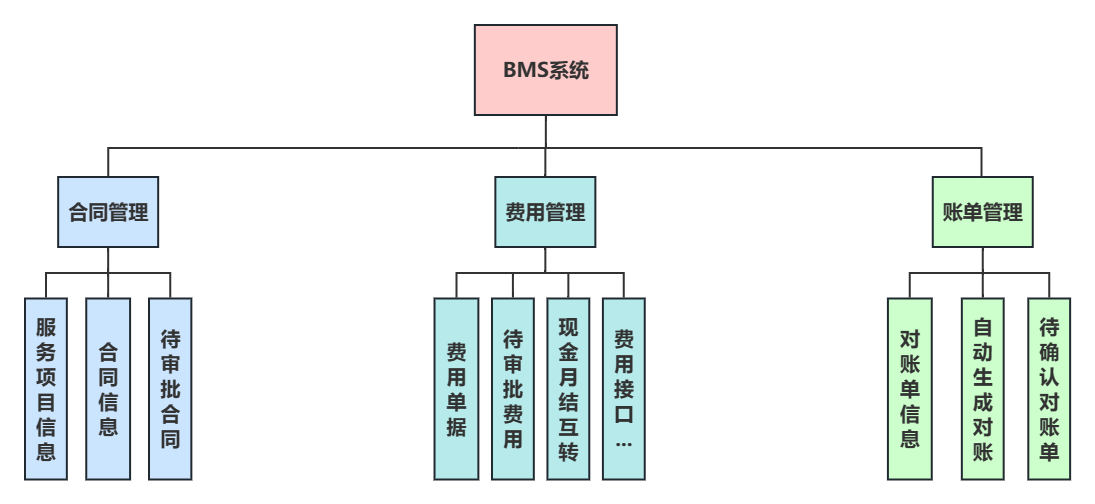 BMS系统
合同管理
费用管理
账单管理
服务项目信息
合同信息
待审批合同
费用单据
待审批费用
现金月结互转
费用接口...
对账单信息
自动生成对账
待确认对账单